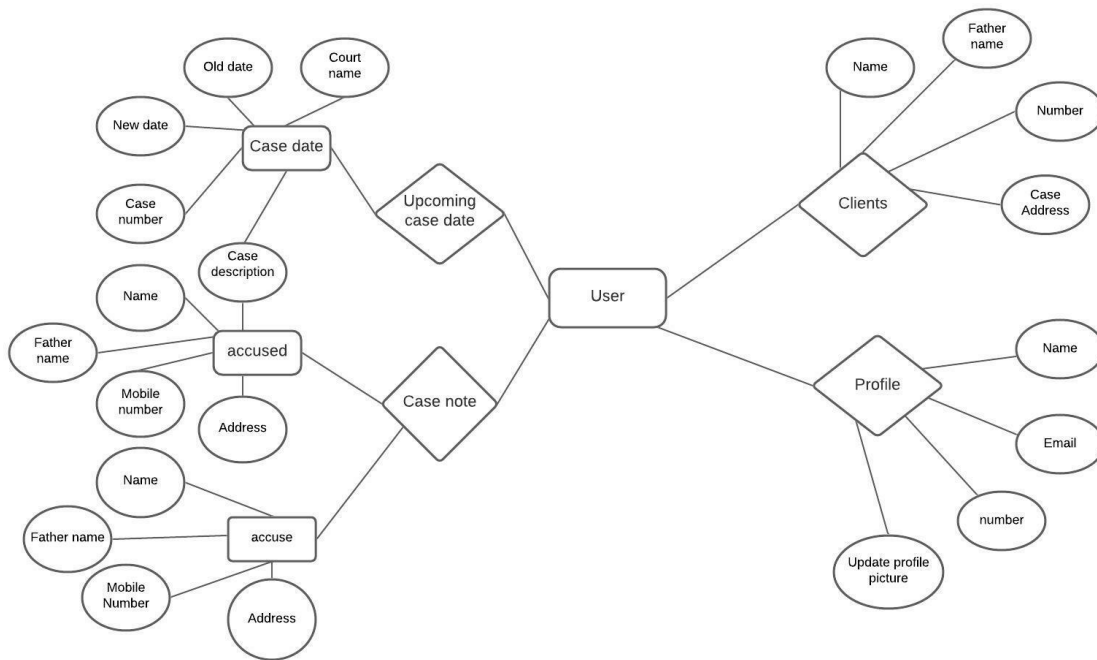 Old date
Court
name
New date
Case date
Case
number
Upcoming
case date
Case
description
Name
Father
name
accused
Mobile
number
Address
Case note
Name
Father name
accuse
Mobile
Number
Address
User
Name
Father
name
Number
Clients
Case
Address
Profile
Name
Email
number
Update profile
picture